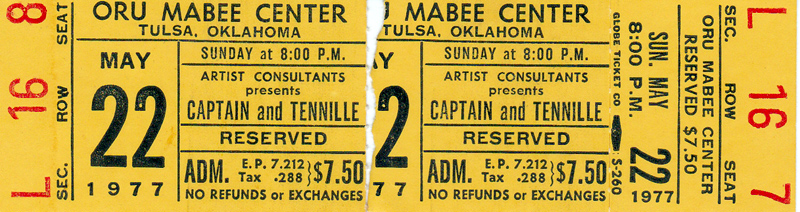 L 16 8
SEC. ROW SEAT
ORU MABEE CENTER
TULSA, OKLAHOMA
MAY
22
1977
SUNDAY at 8:00 P.M.
ARTIST CONSULTANTS
presents
CAPTAIN and TENNILLE
RESERVED
ADM. E.P. 7.212 Tax .288 $7.50
NO REFUNDS or EXCHANGES
RU MABEE CENTER
TULSA, OKLAHOMA
2
77
SUNDAY at 8:00 P.M.
ARTIST CONSULTANTS
presents
CAPTAIN and TENNILLE
RESERVED
ADM. E.P. 7.212 Tax .288 $7.50
NO REFUNDS or EXCHANGES
GLOBE TICKET CO S-260
8:00 P.M.
SUN. MAY 22 1977
RESERVED $7.50
ORU MABEE CENTER
SEC. ROW SEAT
L 16 7